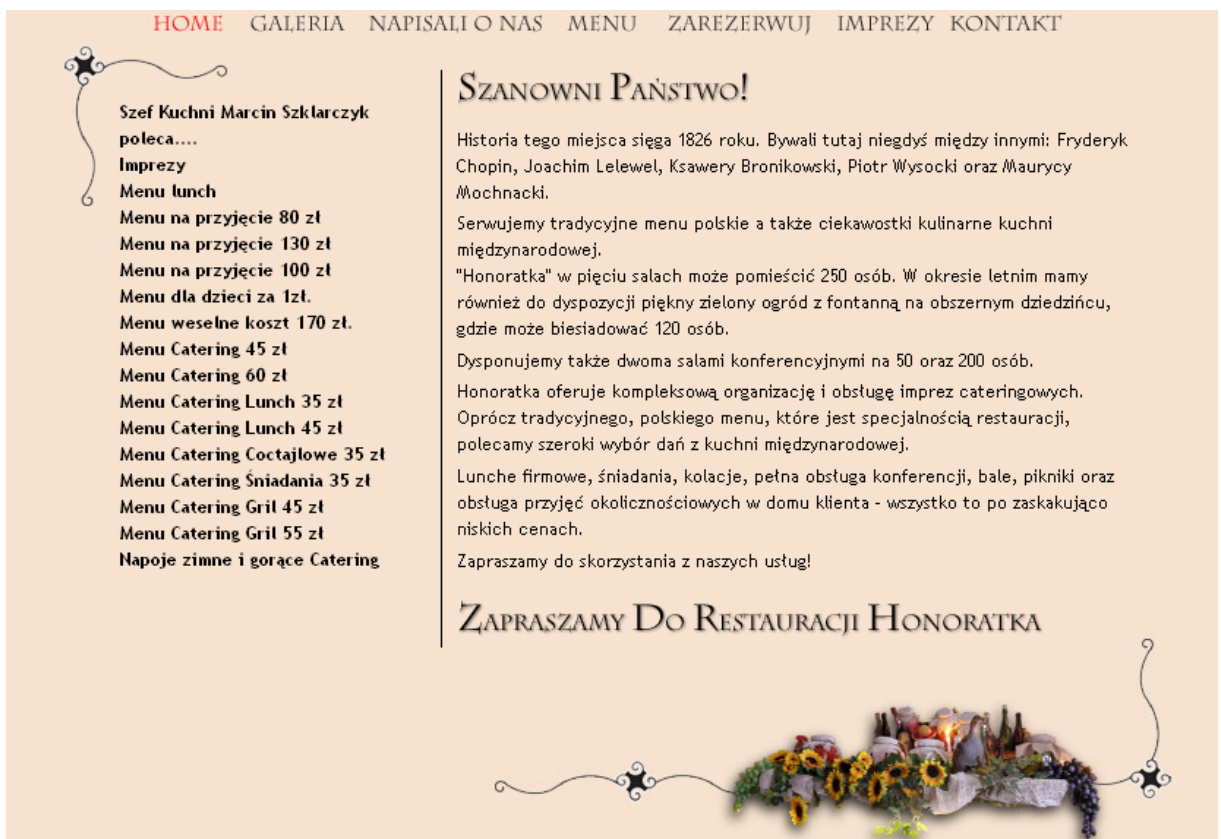 HOME GALERIA NAPISALI O NAS MENU ZAREZERWUJ IMPREZY KONTAKT
Szef Kuchni Marcin Szklarczyk
poleca....
Imprezy
Menu lunch
Menu na przyjęcie 80 zł
Menu na przyjęcie 130 zł
Menu na przyjęcie 100 zł
Menu dla dzieci za 1zł.
Menu weselne koszt 170 zł.
Menu Catering 45 zł
Menu Catering 60 zł
Menu Catering Lunch 35 zł
Menu Catering Lunch 45 zł
Menu Catering Coctajlowe 35 zł
Menu Catering Śniadania 35 zł
Menu Catering Gril 45 zł
Menu Catering Gril 55 zł
Napoje zimne i gorące Catering
Szanowni Państwo!
Historia tego miejsca sięga 1826 roku. Bywali tutaj niegdyś między innymi: Fryderyk
Chopin, Joachim Lelewel, Ksawery Bronikowski, Piotr Wysocki oraz Maurycy
Mochnacki.
Serwujemy tradycyjne menu polskie a także ciekawostki kulinarne kuchni
międzynarodowej.
"Honoratka" w pięciu salach może pomieścić 250 osób. W okresie letnim mamy
również do dyspozycji piękny zielony ogród z fontanną na obszernym dziedzińcu,
gdzie może biesiadować 120 osób.
Dysponujemy także dwoma salami konferencyjnymi na 50 oraz 200 osób.
Honoratka oferuje kompleksową organizację i obsługę imprez cateringowych.
Oprócz tradycyjnego, polskiego menu, które jest specjalnością restauracji,
polecamy szeroki wybór dań z kuchni międzynarodowej.
Lunche firmowe, śniadania, kolacje, pełna obsługa konferencji, bale, pikniki oraz
obsługa przyjęć okolicznościowych w domu klienta - wszystko to po zaskakująco
niskich cenach.
Zapraszamy do skorzystania z naszych usług!
Zapraszamy Do Restauracji Honoratka